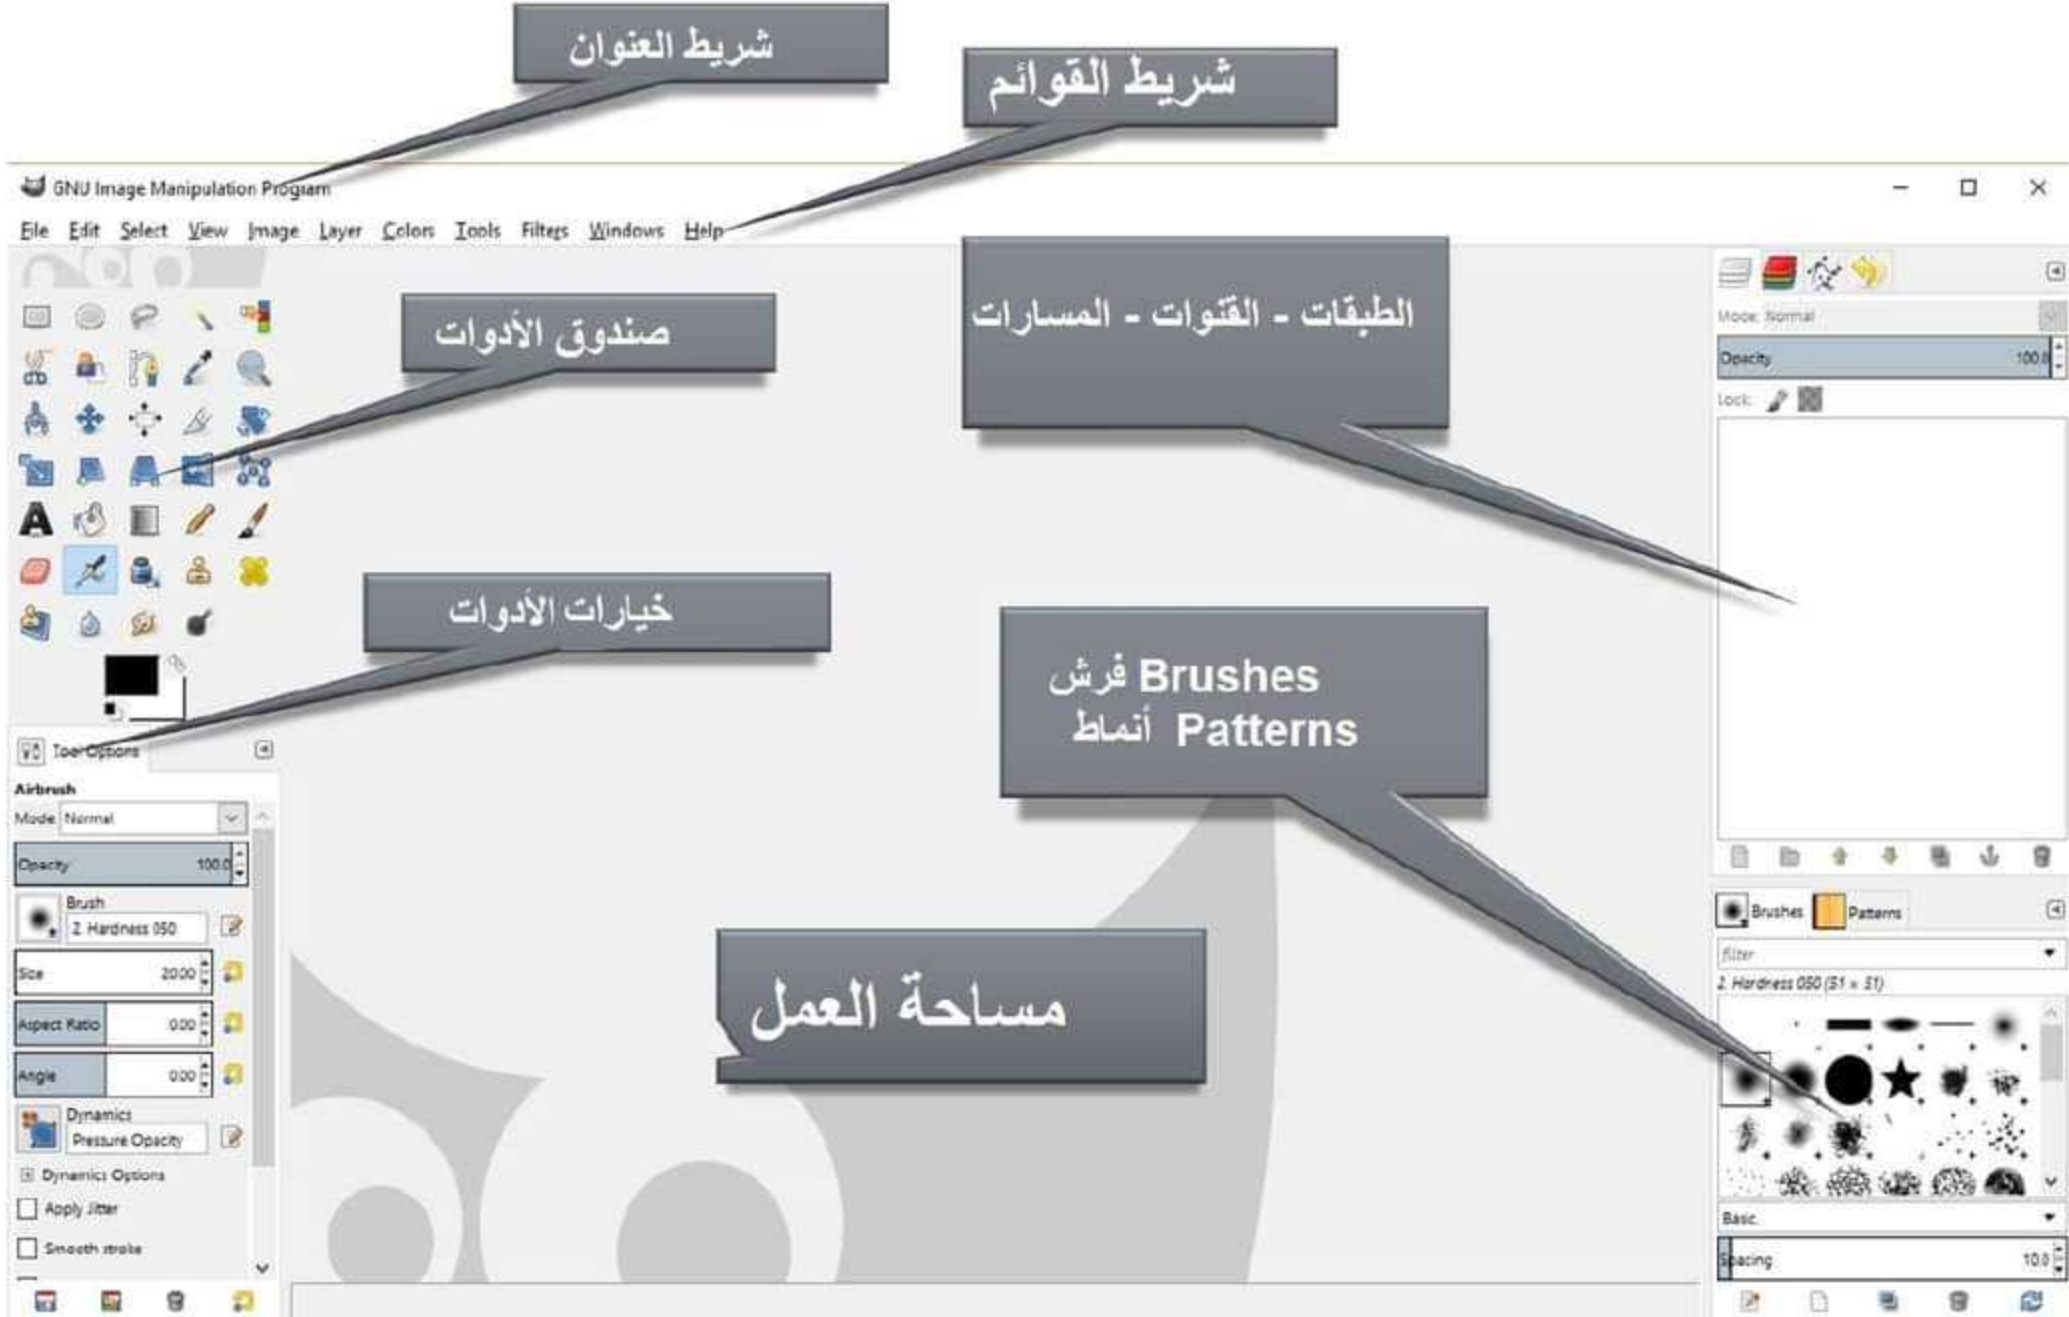 شريط العنوان
شريط القوائم
GNU Image Manipulation Program
File Edit Select View Image Layer Colors Tools Filters Windows Help
صندوق الأدوات
الطبقات - القنوات - المسارات
Mode: Normal
Opacity 100.0
Lock:
خيارات الأدوات
Brushes فرش
Patterns أنماط
Tool Options
Airbrush
Mode Normal
Opacity 100.0
Brush
2. Hardness 050
Size 20.00
Aspect Ratio 0.00
Angle 0.00
Dynamics
Pressure Opacity
Dynamics Options
Apply Jitter
Smooth stroke
مساحة العمل
Brushes Patterns
filter
2. Hardness 050 (51 × 51)
Basic,
Spacing 10.0